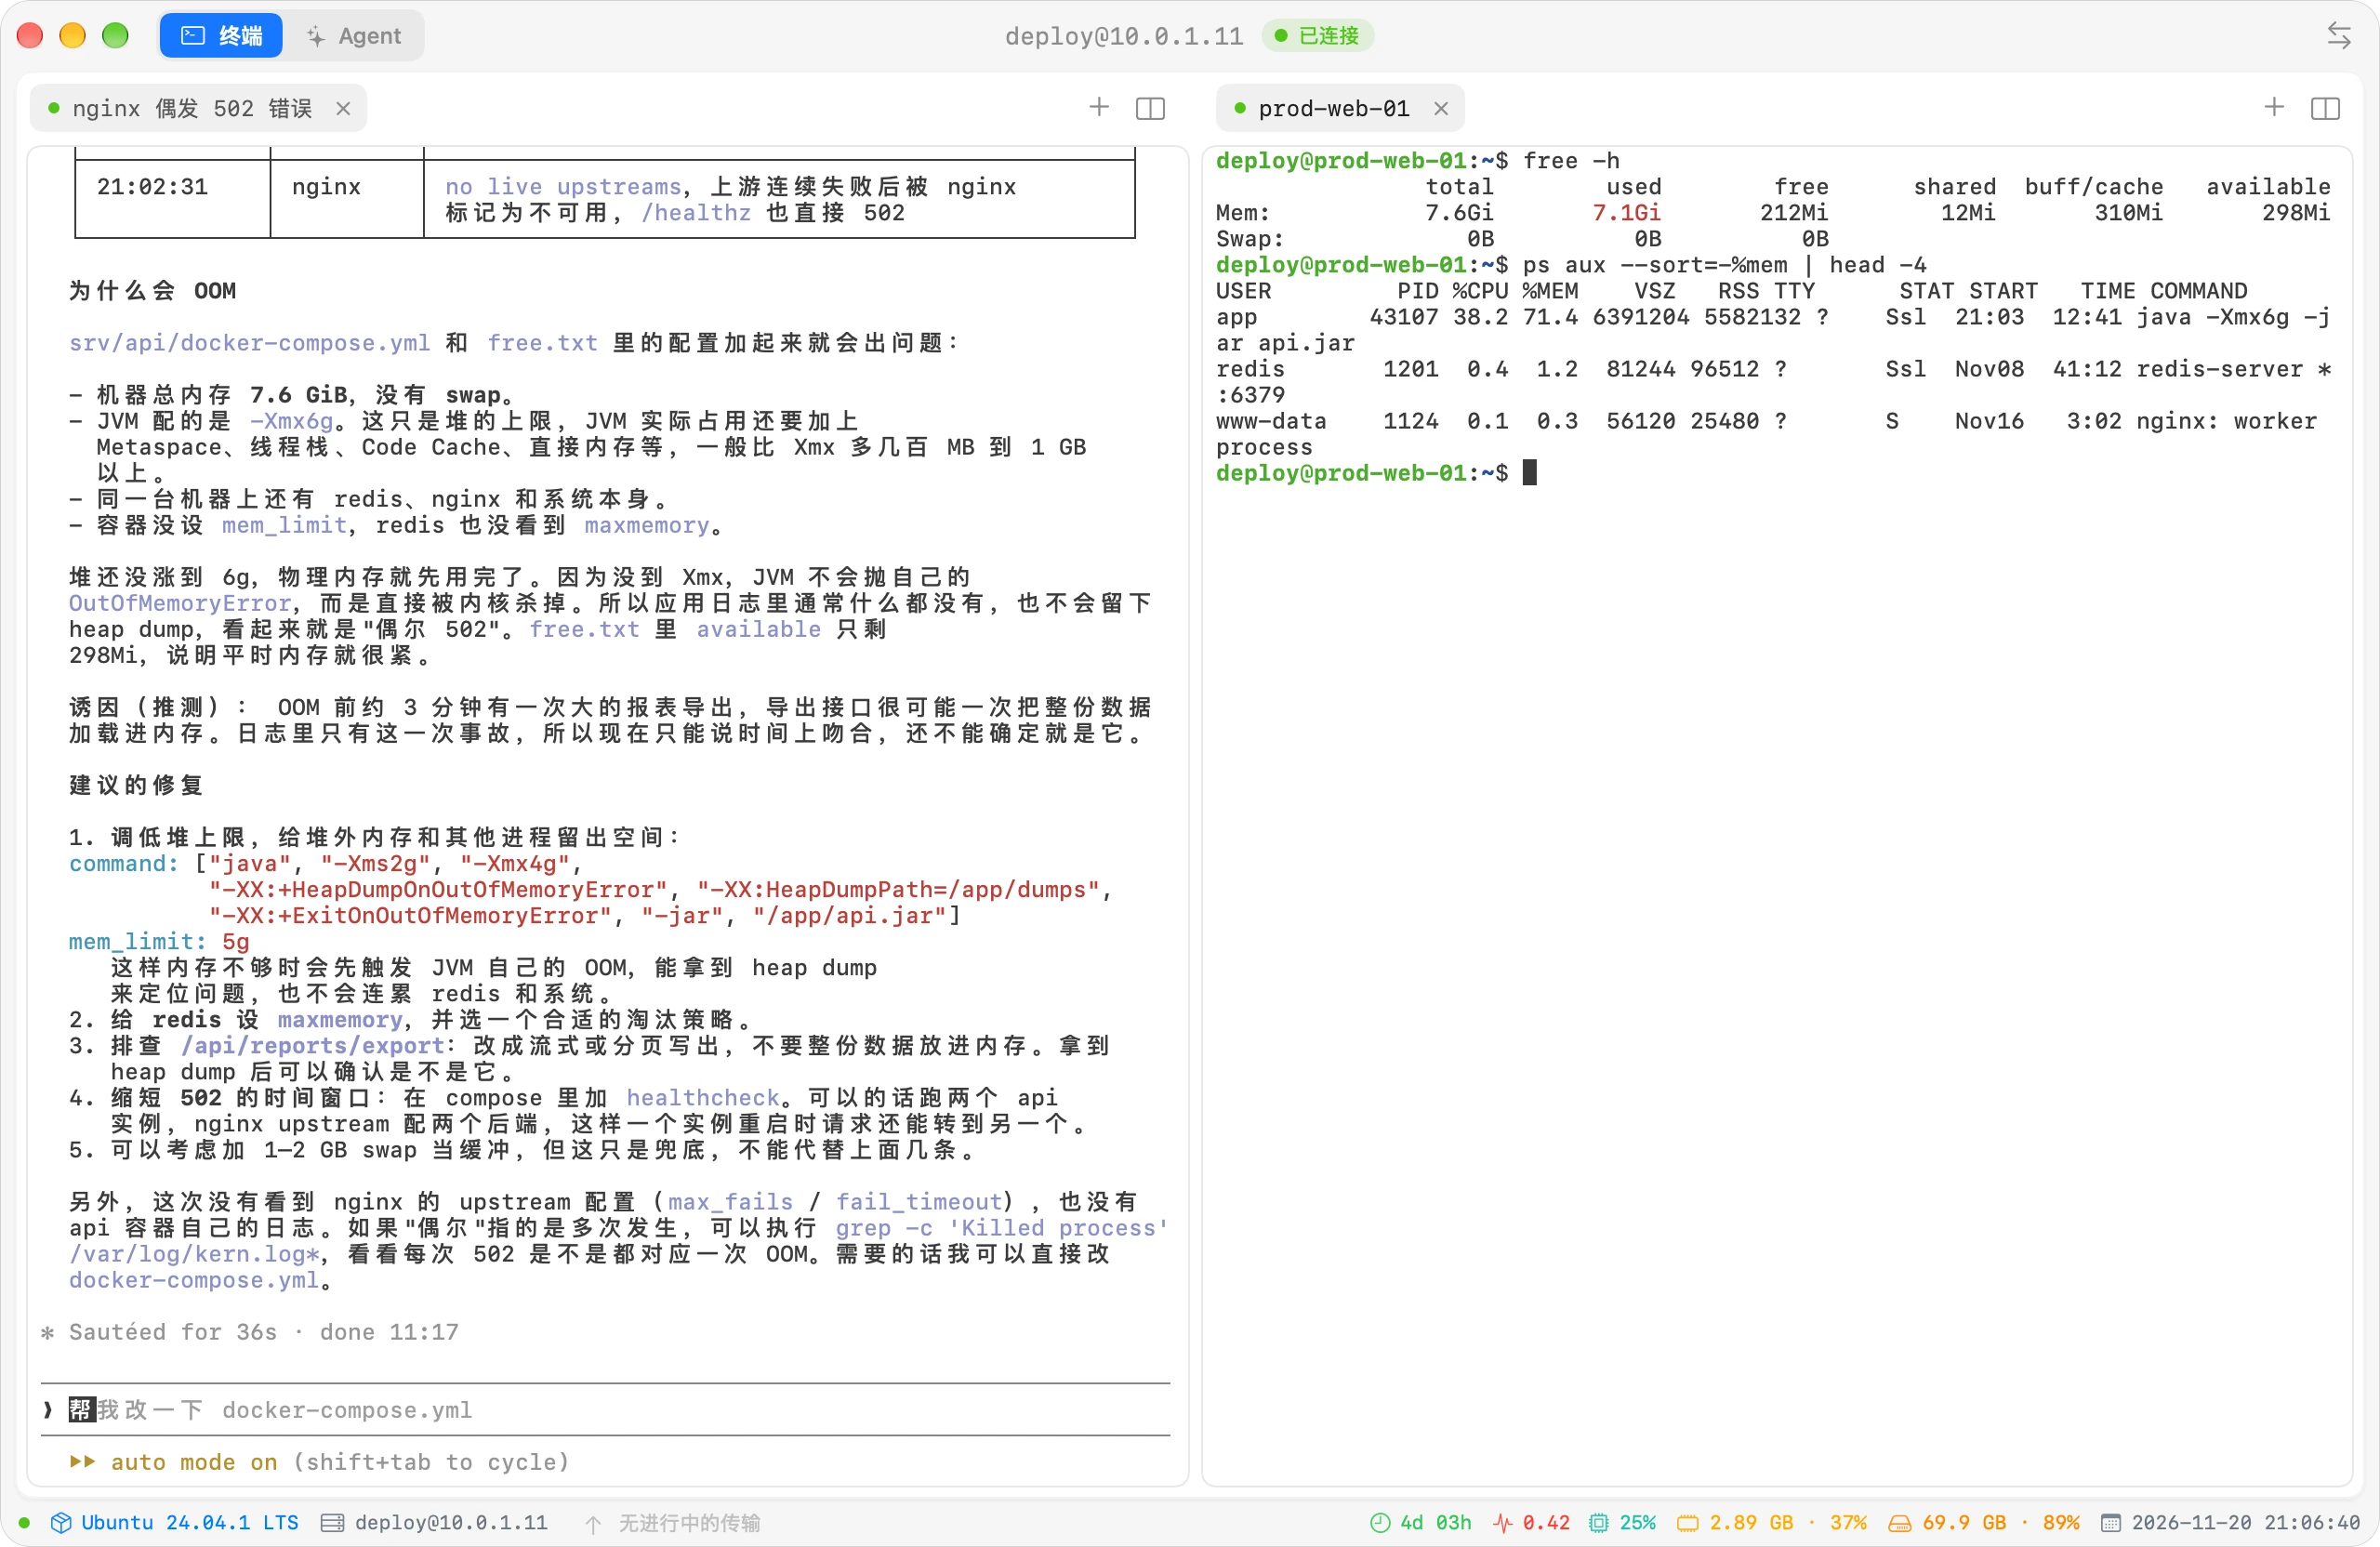 终端 Agent deploy@10.0.1.11 已连接
nginx 偶发 502 错误
21:02:31 nginx no live upstreams, 上游连续失败后被 nginx
标记为不可用, /healthz 也直接 502
为什么会 OOM
srv/api/docker-compose.yml 和 free.txt 里的配置加起来就会出问题:
- 机器总内存 7.6 GiB, 没有 swap。
- JVM 配的是 -Xmx6g。这只是堆的上限, JVM 实际占用还要加上
Metaspace、线程栈、Code Cache、直接内存等, 一般比 Xmx 多几百 MB 到 1 GB
以上。
- 同一台机器上还有 redis、nginx 和系统本身。
- 容器没设 mem_limit, redis 也没看到 maxmemory。
堆还没涨到 6g, 物理内存就先用完了。因为没到 Xmx, JVM 不会抛自己的
OutOfMemoryError, 而是直接被内核杀掉。所以应用日志里通常什么都没有, 也不会留下
heap dump, 看起来就是"偶尔 502"。free.txt 里 available 只剩
298Mi, 说明平时内存就很紧。
诱因(推测): OOM 前约 3 分钟有一次大的报表导出, 导出接口很可能一次把整份数据
加载进内存。日志里只有这一次事故, 所以现在只能说时间上吻合, 还不能确定就是它。
建议的修复
1. 调低堆上限, 给堆外内存和其他进程留出空间:
command: ["java", "-Xms2g", "-Xmx4g",
"-XX:+HeapDumpOnOutOfMemoryError", "-XX:HeapDumpPath=/app/dumps",
"-XX:+ExitOnOutOfMemoryError", "-jar", "/app/api.jar"]
mem_limit: 5g
这样内存不够时会先触发 JVM 自己的 OOM, 能拿到 heap dump
来定位问题, 也不会连累 redis 和系统。
2. 给 redis 设 maxmemory, 并选一个合适的淘汰策略。
3. 排查 /api/reports/export: 改成流式或分页写出, 不要整份数据放进内存。拿到
heap dump 后可以确认是不是它。
4. 缩短 502 的时间窗口: 在 compose 里加 healthcheck。可以的话跑两个 api
实例, nginx upstream 配两个后端, 这样一个实例重启时请求还能转到另一个。
5. 可以考虑加 1–2 GB swap 当缓冲, 但这只是兜底, 不能代替上面几条。
另外, 这次没有看到 nginx 的 upstream 配置 (max_fails / fail_timeout) , 也没有
api 容器自己的日志。如果"偶尔"指的是多次发生, 可以执行 grep -c 'Killed process'
/var/log/kern.log*, 看看每次 502 是不是都对应一次 OOM。需要的话我可以直接改
docker-compose.yml。
✻ Sautéed for 36s · done 11:17
❯ 帮我改一下 docker-compose.yml
⏵⏵ auto mode on (shift+tab to cycle)
prod-web-01
deploy@prod-web-01:~$ free -h
total used free shared buff/cache available
Mem: 7.6Gi 7.1Gi 212Mi 12Mi 310Mi 298Mi
Swap: 0B 0B 0B
deploy@prod-web-01:~$ ps aux --sort=-%mem | head -4
USER PID %CPU %MEM VSZ RSS TTY STAT START TIME COMMAND
app 43107 38.2 71.4 6391204 5582132 ? Ssl 21:03 12:41 java -Xmx6g -j
ar api.jar
redis 1201 0.4 1.2 81244 96512 ? Ssl Nov08 41:12 redis-server *
:6379
www-data 1124 0.1 0.3 56120 25480 ? S Nov16 3:02 nginx: worker
process
deploy@prod-web-01:~$
Ubuntu 24.04.1 LTS deploy@10.0.1.11 无进行中的传输 4d 03h 0.42 25% 2.89 GB · 37% 69.9 GB · 89% 2026-11-20 21:06:40